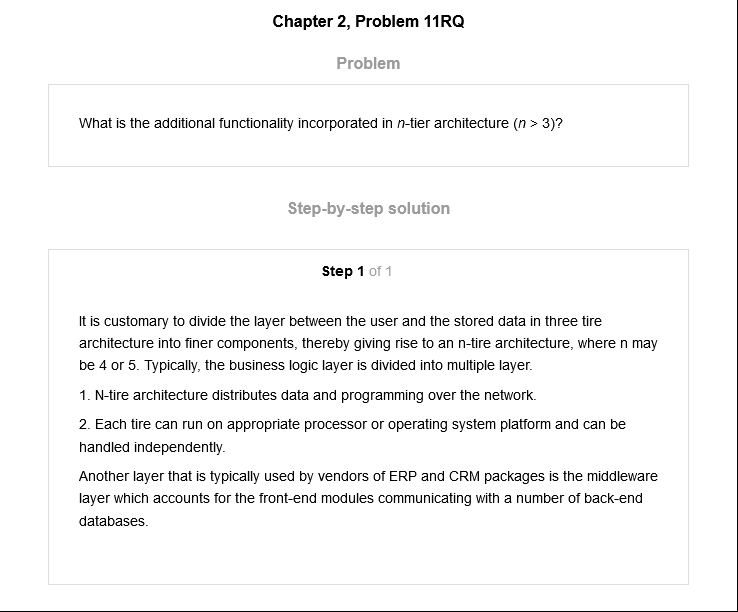 Chapter 2, Problem 11RQ
Problem
What is the additional functionality incorporated in n-tier architecture (n > 3)?
Step-by-step solution
Step 1 of 1
It is customary to divide the layer between the user and the stored data in three tire
architecture into finer components, thereby giving rise to an n-tire architecture, where n may
be 4 or 5. Typically, the business logic layer is divided into multiple layer.
1. N-tire architecture distributes data and programming over the network.
2. Each tire can run on appropriate processor or operating system platform and can be
handled independently.
Another layer that is typically used by vendors of ERP and CRM packages is the middleware
layer which accounts for the front-end modules communicating with a number of back-end
databases.